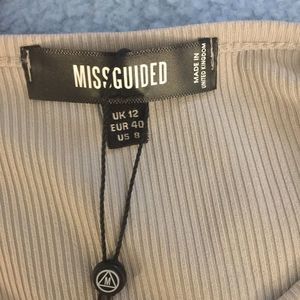 MISSGUIDED
MADE IN
UNITED KINGDOM
UK 12
EUR 40
US 8
M